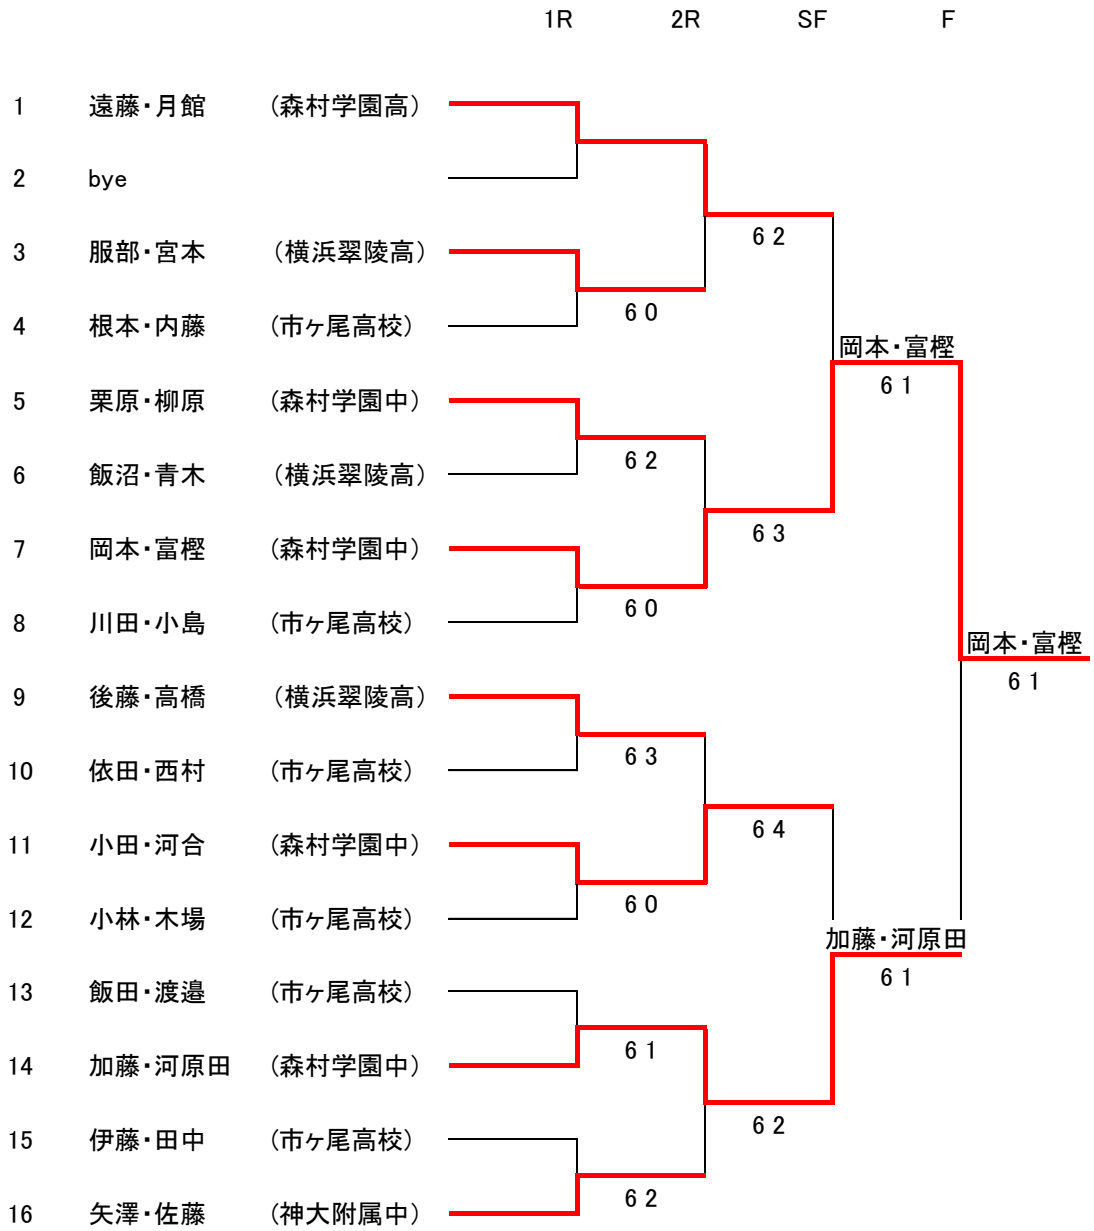 1R 2R SF F
1 遠藤・月館 (森村学園高)
2 bye
6 2
3 服部・宮本 (横浜翠陵高)
6 0
4 根本・内藤 (市ヶ尾高校)
岡本・富樫
6 1
5 栗原・柳原 (森村学園中)
6 2
6 飯沼・青木 (横浜翠陵高)
6 3
7 岡本・富樫 (森村学園中)
6 0
8 川田・小島 (市ヶ尾高校)
岡本・富樫
6 1
9 後藤・高橋 (横浜翠陵高)
6 3
10 依田・西村 (市ヶ尾高校)
6 4
11 小田・河合 (森村学園中)
6 0
12 小林・木場 (市ヶ尾高校)
加藤・河原田
6 1
13 飯田・渡邉 (市ヶ尾高校)
6 1
14 加藤・河原田 (森村学園中)
6 2
15 伊藤・田中 (市ヶ尾高校)
6 2
16 矢澤・佐藤 (神大附属中)